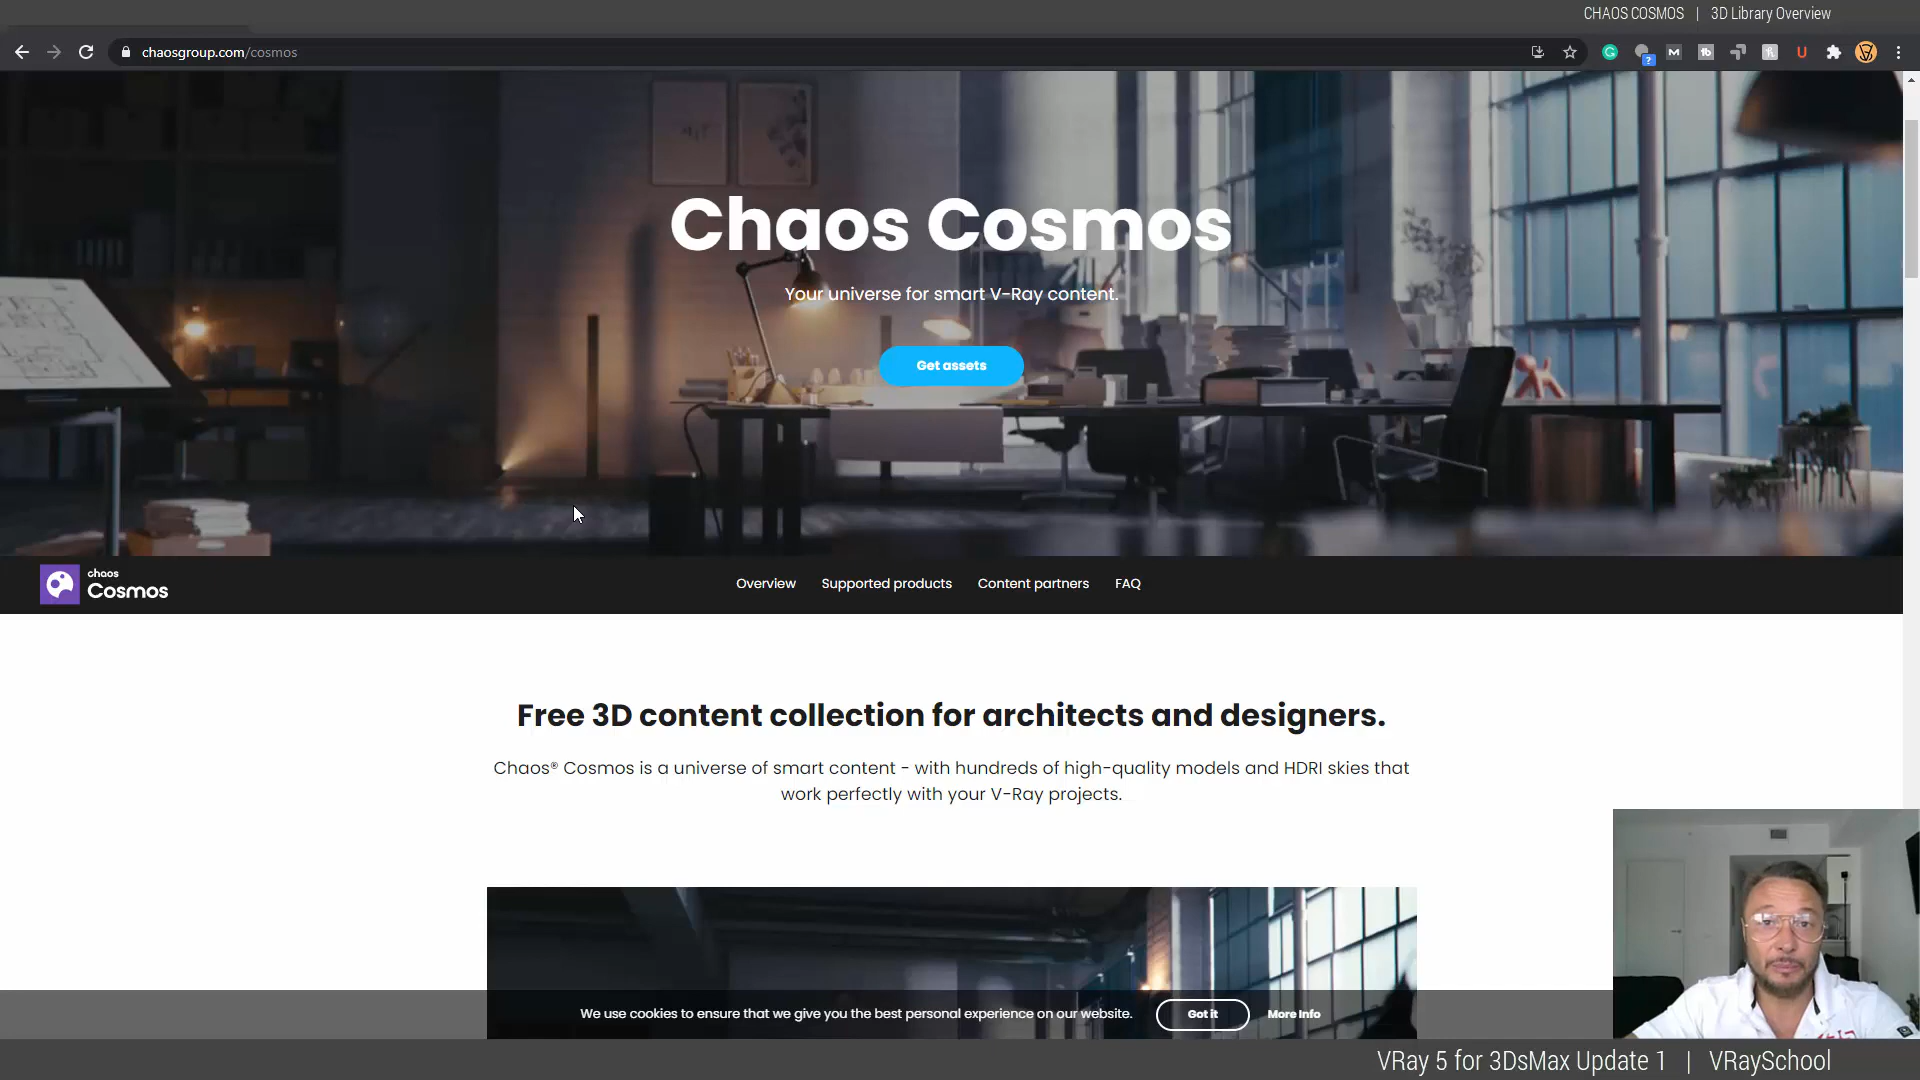 CHAOS COSMOS | 3D Library Overview
chaosgroup.com/cosmos
Chaos Cosmos
Your universe for smart V-Ray content.
Get assets
chaos
Cosmos
Overview Supported products Content partners FAQ
Free 3D content collection for architects and designers.
Chaos® Cosmos is a universe of smart content - with hundreds of high-quality models and HDRI skies that
work perfectly with your V-Ray projects.
We use cookies to ensure that we give you the best personal experience on our website. Got it More Info
VRay 5 for 3DsMax Update 1 | VRaySchool